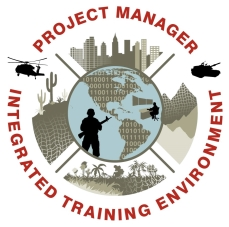 PROJECT MANAGER
INTEGRATED TRAINING ENVIRONMENT